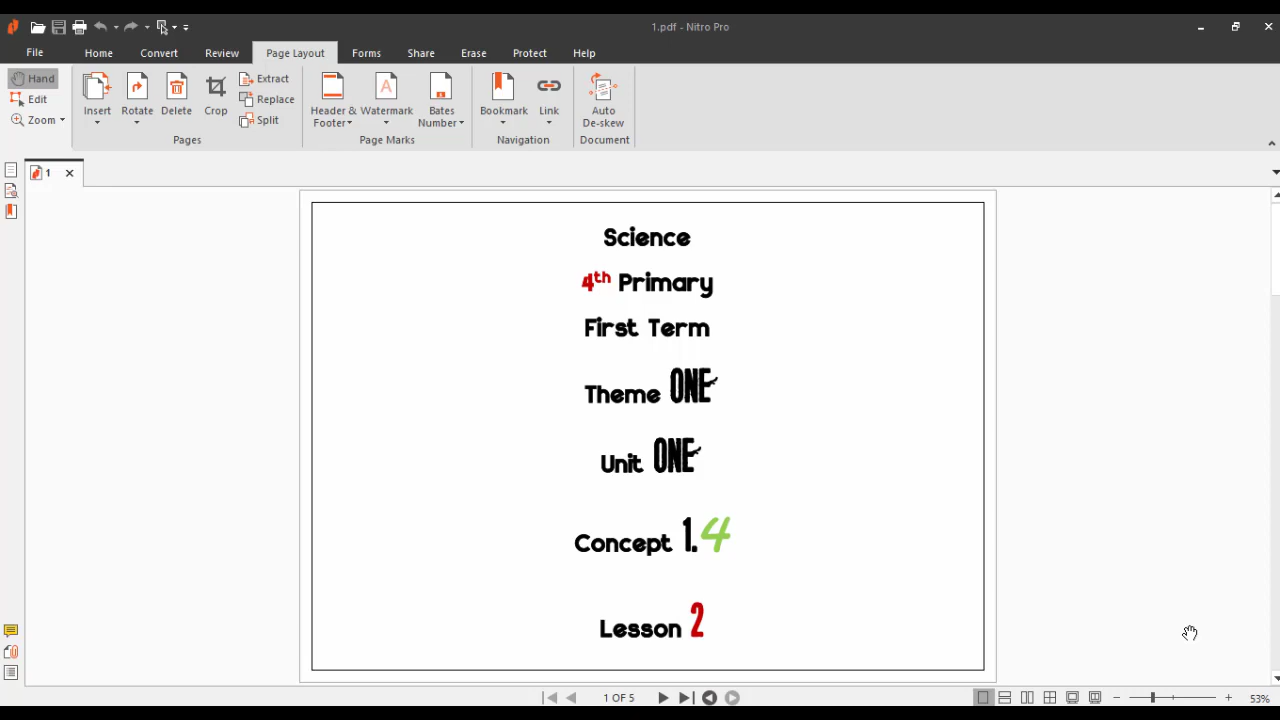 1.pdf - Nitro Pro
File Home Convert Review Page Layout Forms Share Erase Protect Help
Hand
Edit
Zoom
Insert Rotate Delete Crop
Extract
Replace
Split
Pages
Header & Footer Watermark Bates Number
Page Marks
Bookmark Link
Navigation
Auto De-skew
Document
1
Science
4th Primary
First Term
Theme ONE
Unit ONE
Concept 1.4
Lesson 2
1 OF 5
53%